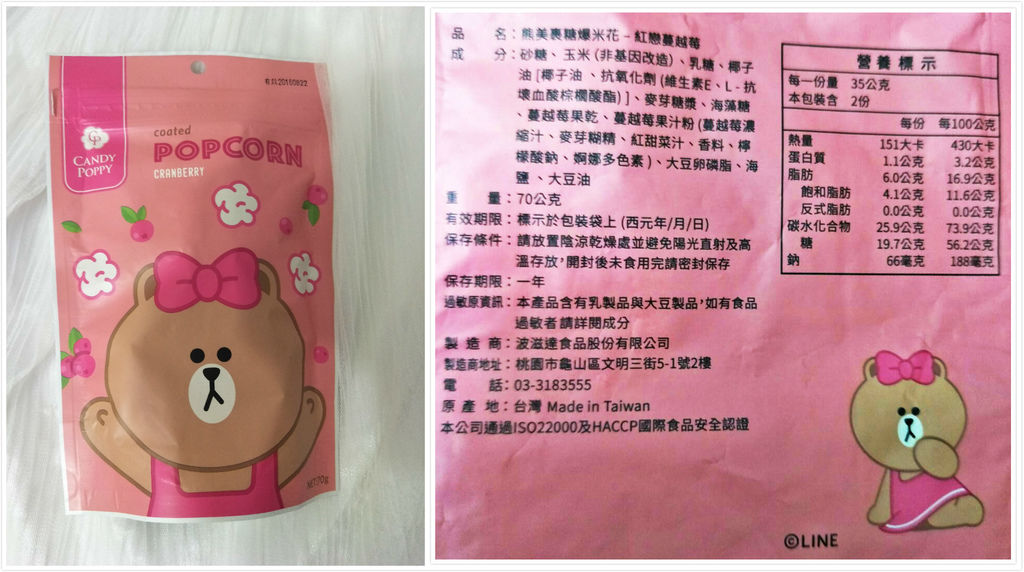 有效20180822
CP
CANDY
POPPY
coated
POPCORN
CRANBERRY
NET:70g
品 名：熊美裹糖爆米花 - 紅戀蔓越莓
成 分：砂糖、玉米(非基因改造)、乳糖、椰子
油[椰子油、抗氧化劑(維生素E、L - 抗
壞血酸棕櫚酸酯)]、麥芽糖漿、海藻糖
、蔓越莓果乾、蔓越莓果汁粉(蔓越莓濃
縮汁、麥芽糊精、紅甜菜汁、香料、檸
檬酸鈉、婀娜多色素)、大豆卵磷脂、海
鹽、大豆油
重 量：70公克
有效期限：標示於包裝袋上 (西元年/月/日)
保存條件：請放置陰涼乾燥處並避免陽光直射及高
溫存放，開封後未食用完請密封保存
保存期限：一年
過敏原資訊：本產品含有乳製品與大豆製品，如有食品
過敏者請詳閱成分
製 造 商：波滋達食品股份有限公司
製造商地址：桃園市龜山區文明三街5-1號2樓
電 話：03-3183555
原 產 地：台灣 Made in Taiwan
本公司通過ISO22000及HACCP國際食品安全認證
營養標示
每一份量 35公克
本包裝含 2份
每份 每100公克
熱量 151大卡 430大卡
蛋白質 1.1公克 3.2公克
脂肪 6.0公克 16.9公克
飽和脂肪 4.1公克 11.6公克
反式脂肪 0.0公克 0.0公克
碳水化合物 25.9公克 73.9公克
糖 19.7公克 56.2公克
鈉 66毫克 188毫克
©LINE